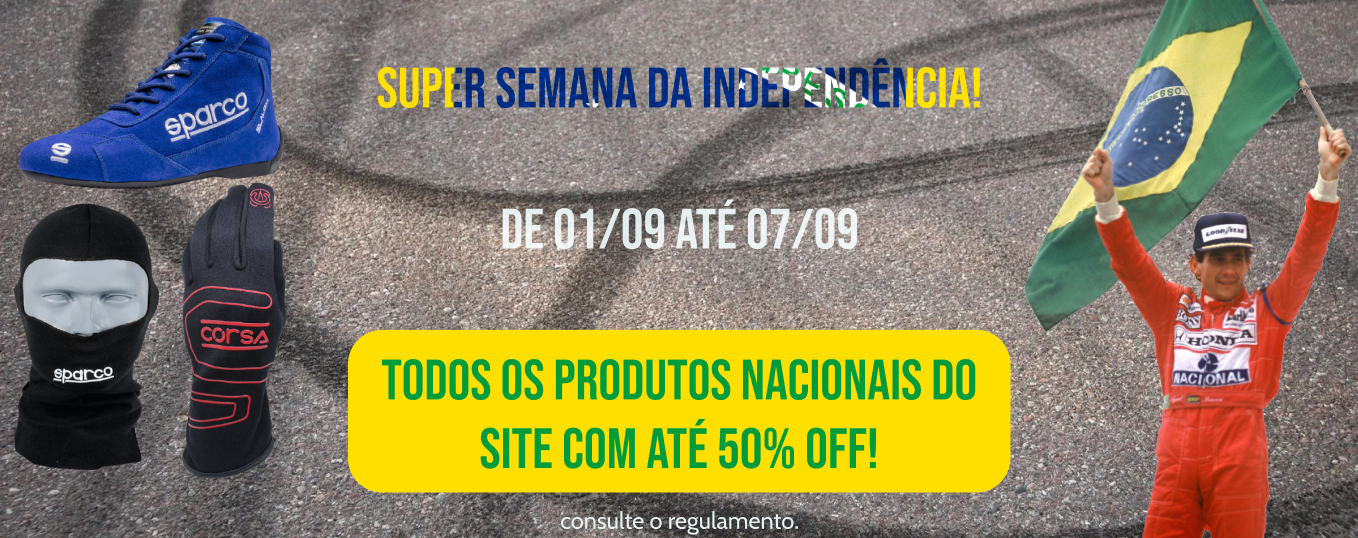 SUPER SEMANA DA INDEPENDÊNCIA!
DE 01/09 ATÉ 07/09
TODOS OS PRODUTOS NACIONAIS DO
SITE COM ATÉ 50% OFF!
consulte o regulamento.
sparco
S
sparco
CORSA
GOODYEAR
HONDA
NACIONAL